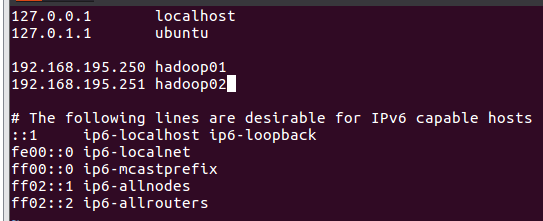 127.0.0.1 localhost
127.0.1.1 ubuntu
192.168.195.250 hadoop01
192.168.195.251 hadoop02
# The following lines are desirable for IPv6 capable hosts
::1 ip6-localhost ip6-loopback
fe00::0 ip6-localnet
ff00::0 ip6-mcastprefix
ff02::1 ip6-allnodes
ff02::2 ip6-allrouters